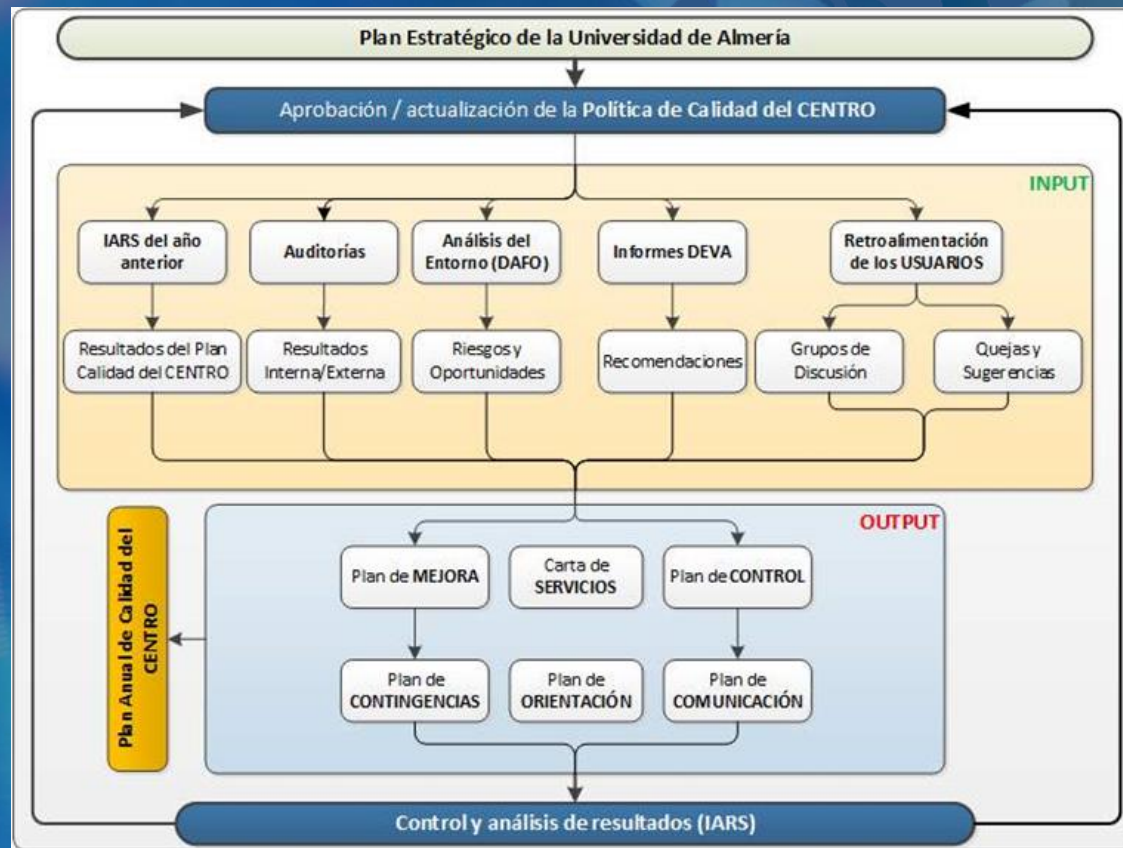 Plan Estratégico de la Universidad de Almería
Aprobación / actualización de la Política de Calidad del CENTRO
INPUT
IARS del año
anterior
Auditorías
Análisis del
Entorno (DAFO)
Informes DEVA
Retroalimentación
de los USUARIOS
Resultados del Plan
Calidad del CENTRO
Resultados
Interna/Externa
Riesgos y
Oportunidades
Recomendaciones
Grupos de
Discusión
Quejas y
Sugerencias
OUTPUT
Plan Anual de Calidad del
CENTRO
Plan de MEJORA
Carta de
SERVICIOS
Plan de CONTROL
Plan de
CONTINGENCIAS
Plan de
ORIENTACIÓN
Plan de
COMUNICACIÓN
Control y análisis de resultados (IARS)